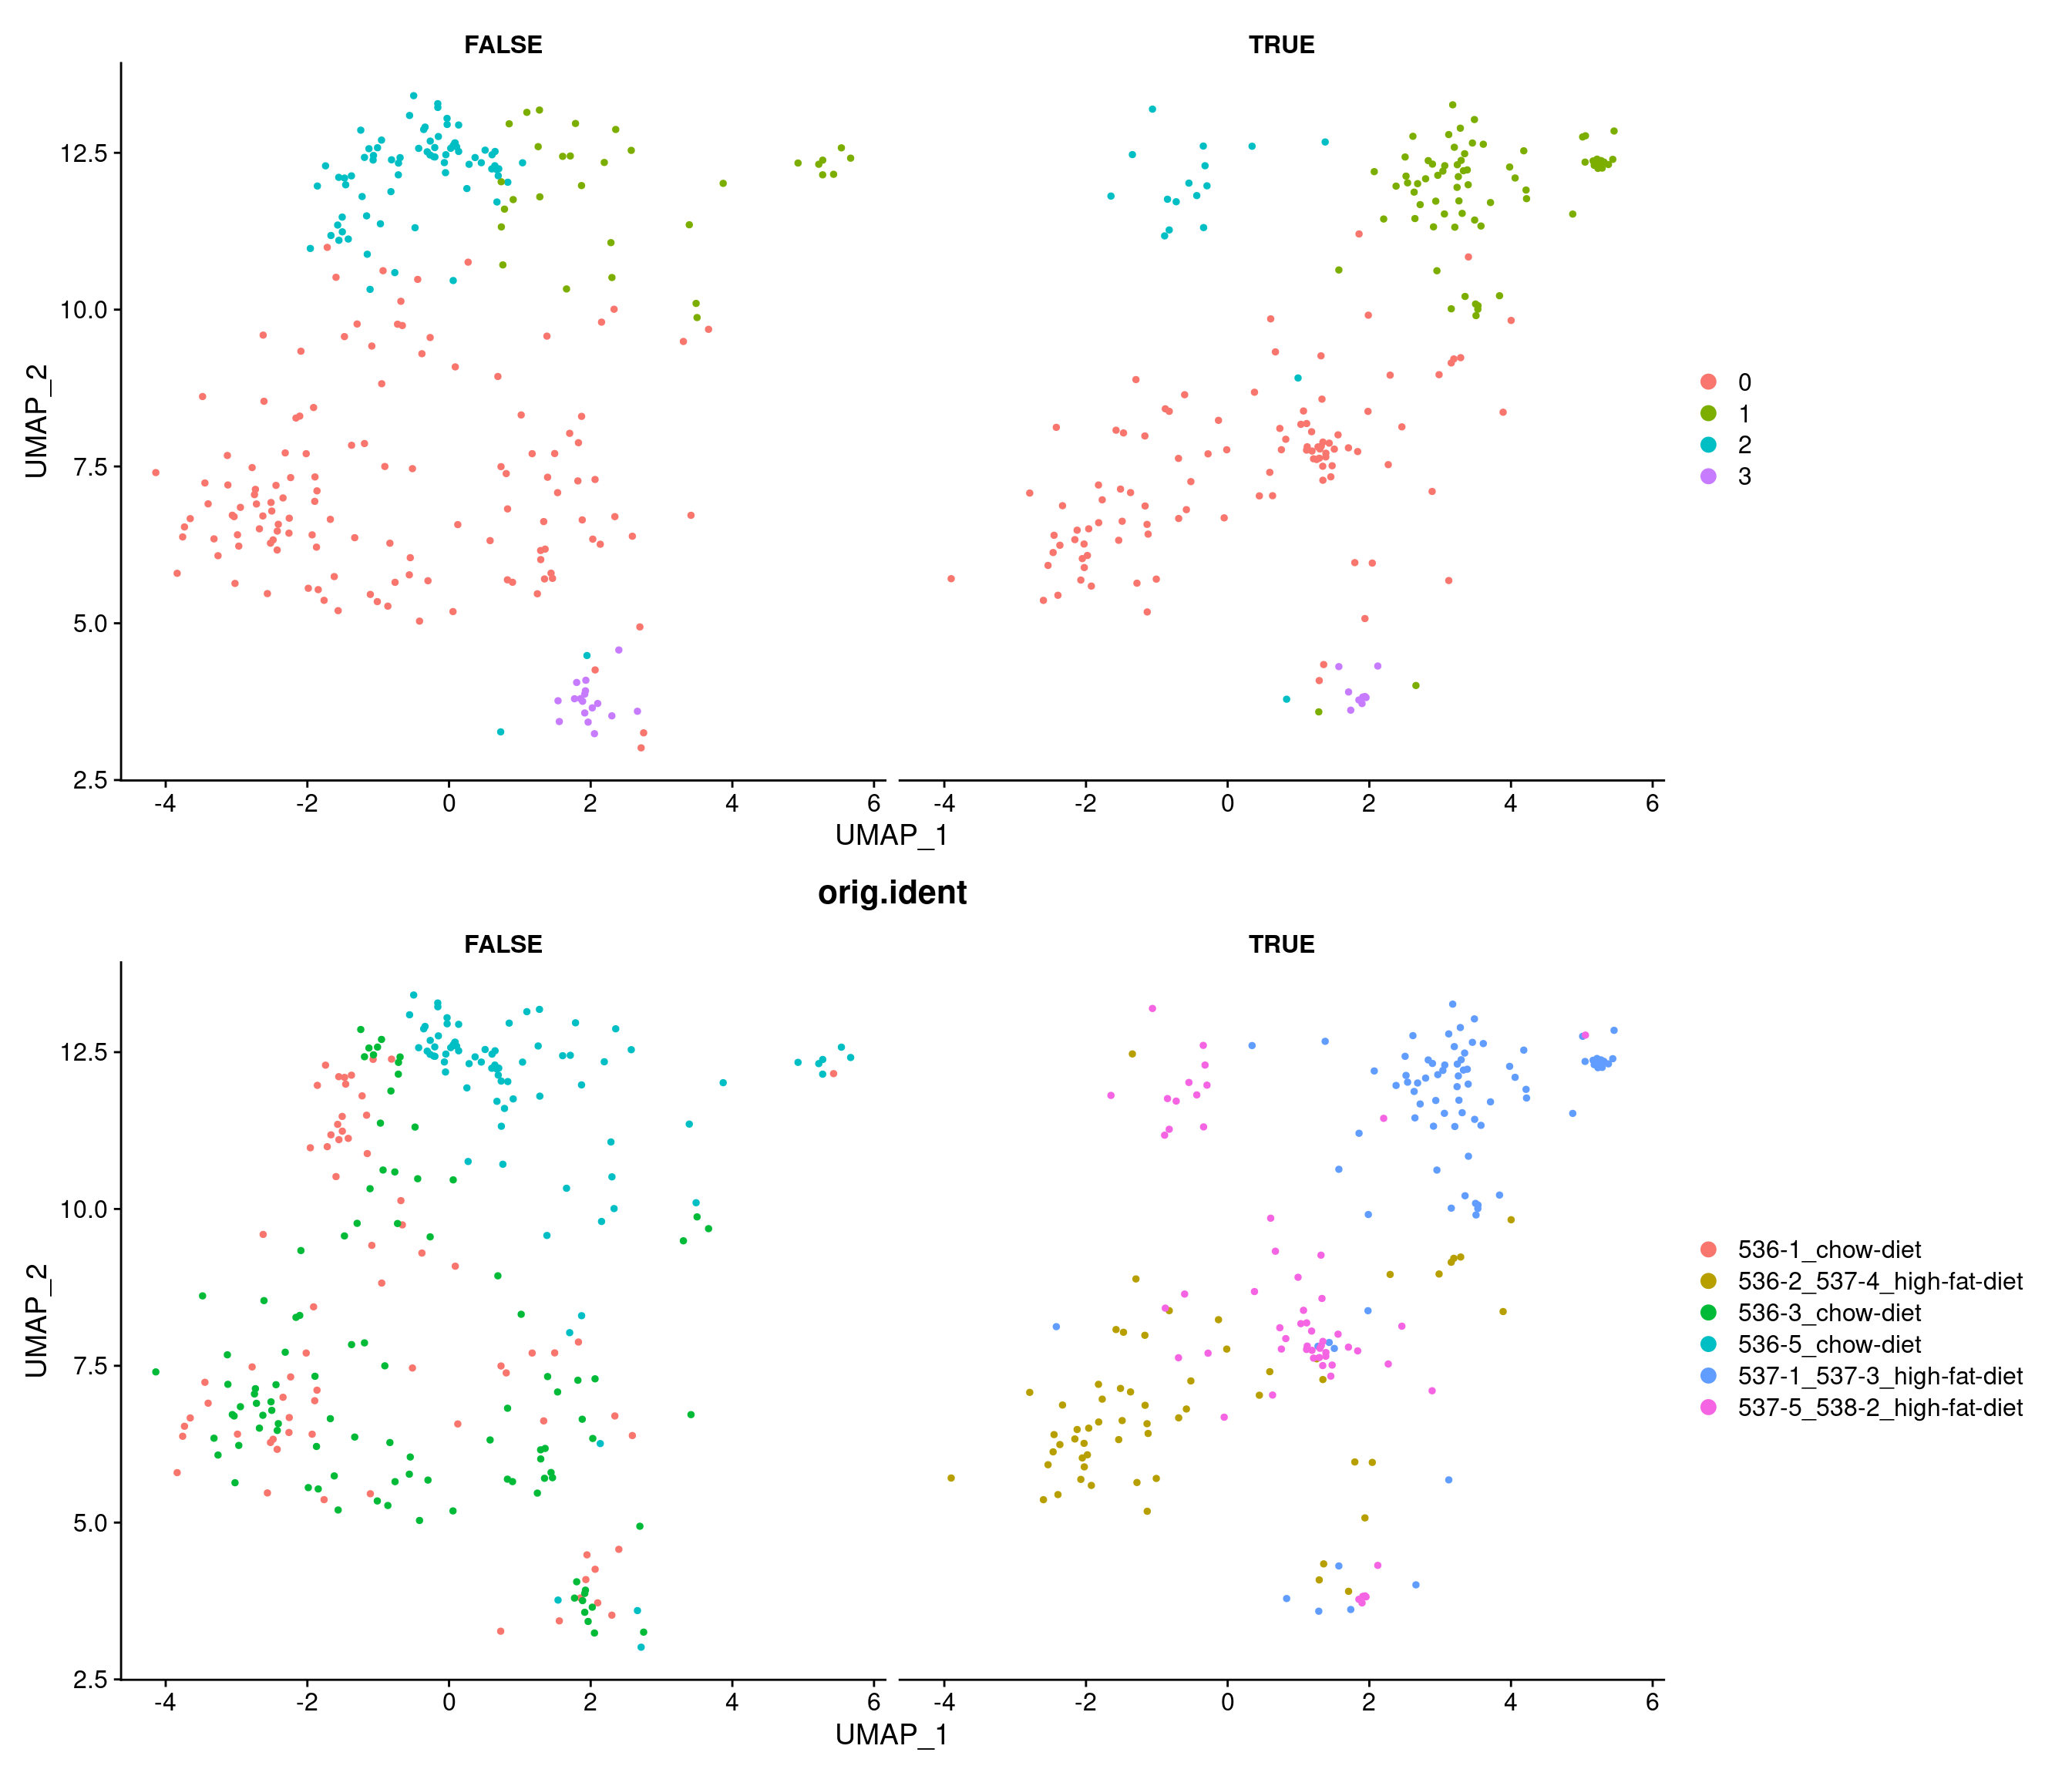 FALSE TRUE
12.5
10.0
7.5
5.0
2.5
UMAP_2
-4 -2 0 2 4 6 -4 -2 0 2 4 6
UMAP_1
0
1
2
3
orig.ident
FALSE TRUE
12.5
10.0
7.5
5.0
2.5
UMAP_2
-4 -2 0 2 4 6 -4 -2 0 2 4 6
UMAP_1
536-1_chow-diet
536-2_537-4_high-fat-diet
536-3_chow-diet
536-5_chow-diet
537-1_537-3_high-fat-diet
537-5_538-2_high-fat-diet